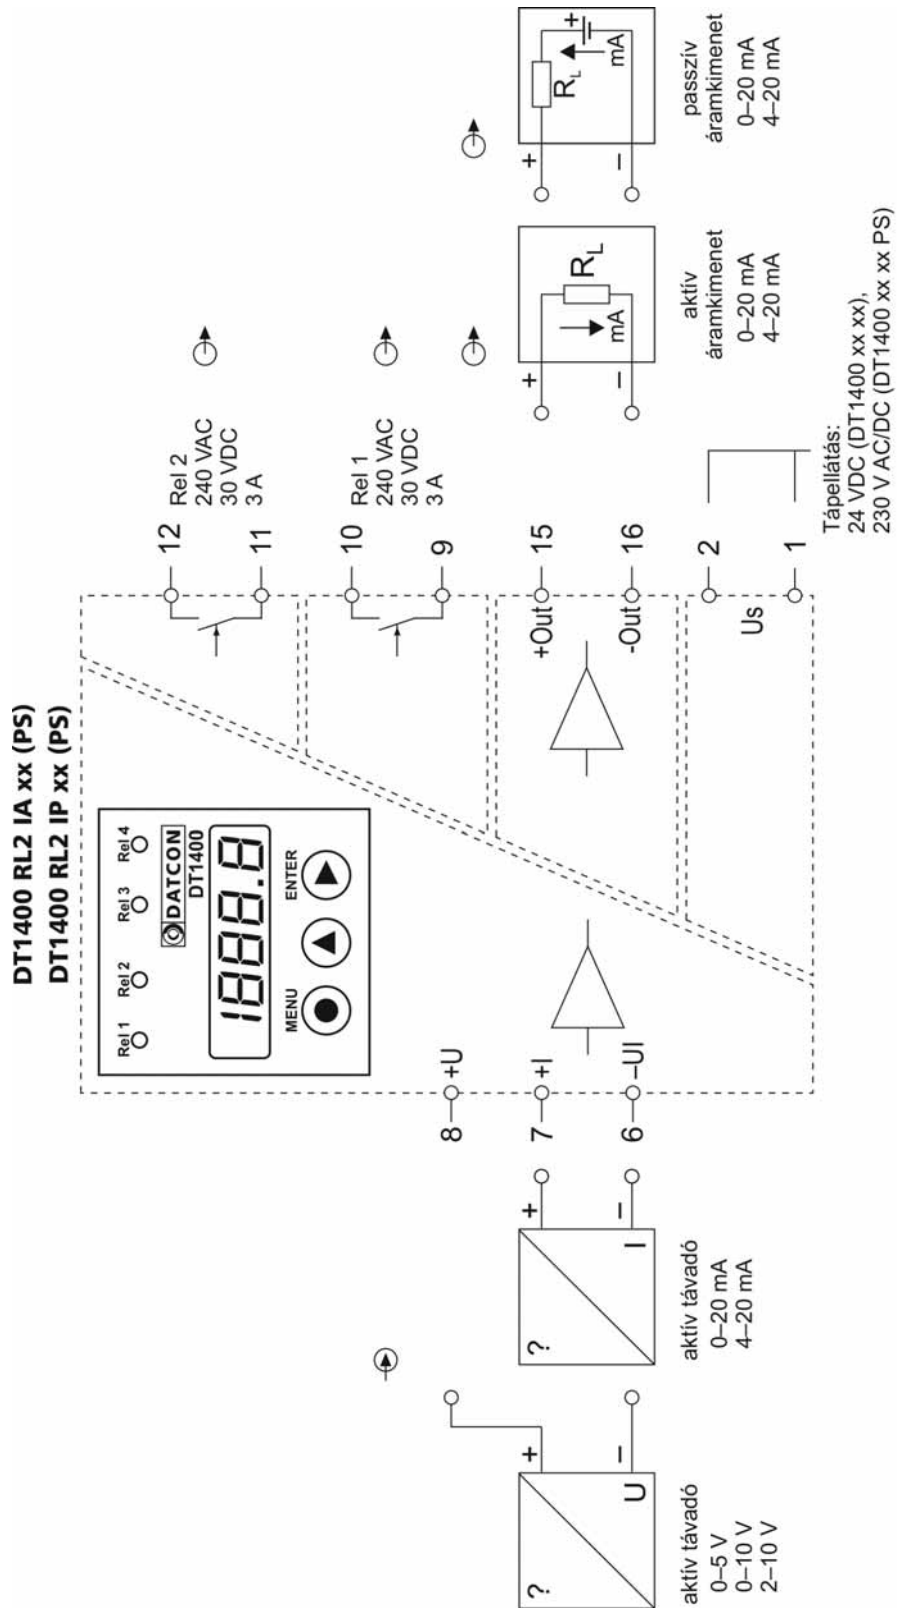 DT1400 RL2 IA xx (PS)
DT1400 RL2 IP xx (PS)
Rel 1
Rel 2
Rel 3
Rel 4
DATCON
DT1400
1888.8
MENU
ENTER
8
+U
7
+I
6
–UI
12
11
Rel 2
240 VAC
30 VDC
3 A
10
9
Rel 1
240 VAC
30 VDC
3 A
+Out
15
-Out
16
Us
2
1
Tápellátás:
24 VDC (DT1400 xx xx),
230 V AC/DC (DT1400 xx xx PS)
?
U
+
–
aktív távadó
0–5 V
0–10 V
2–10 V
?
I
+
–
aktív távadó
0–20 mA
4–20 mA
+
–
mA
RL
aktív
áramkimenet
0–20 mA
4–20 mA
+
–
RL
+
mA
passzív
áramkimenet
0–20 mA
4–20 mA